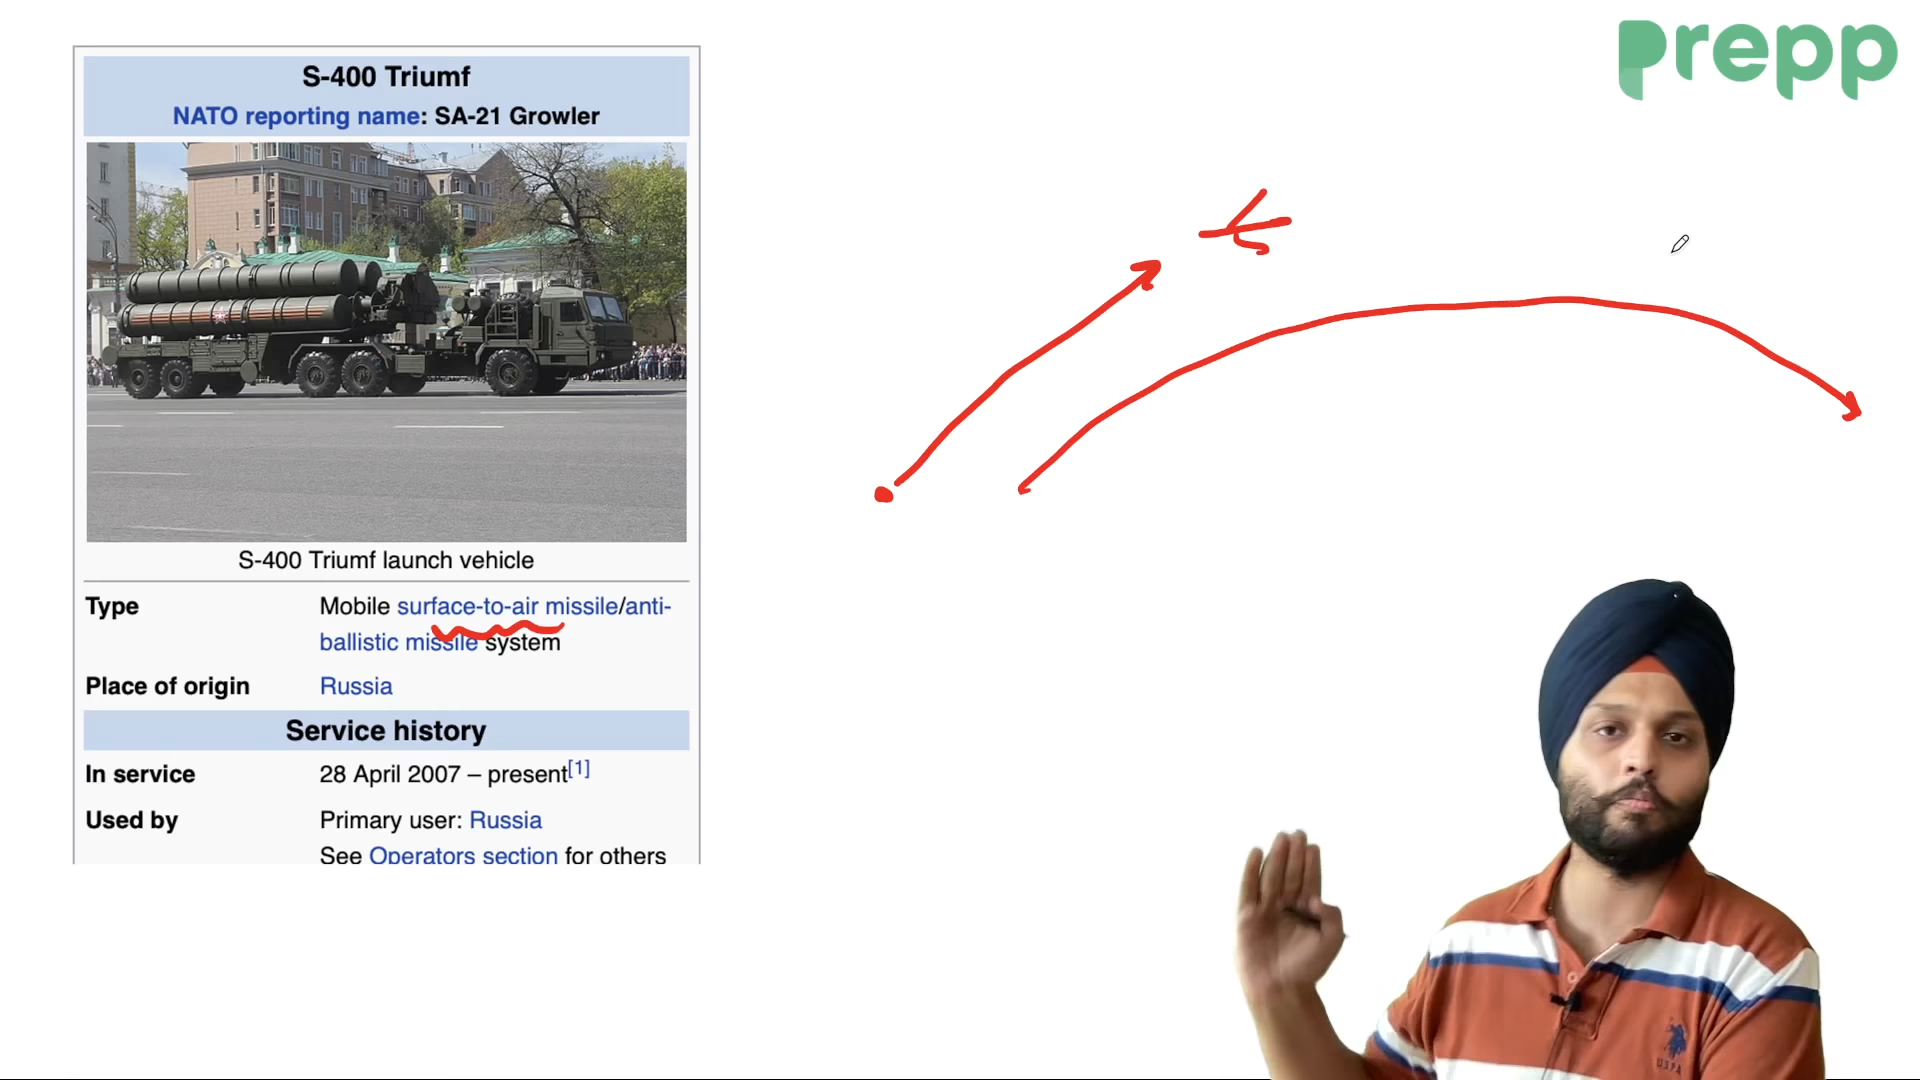 prepp
S-400 Triumf
NATO reporting name: SA-21 Growler
S-400 Triumf launch vehicle
Type Mobile surface-to-air missile/anti-
ballistic missile system
Place of origin Russia
Service history
In service 28 April 2007 – present[1]
Used by Primary user: Russia
See Operators section for others